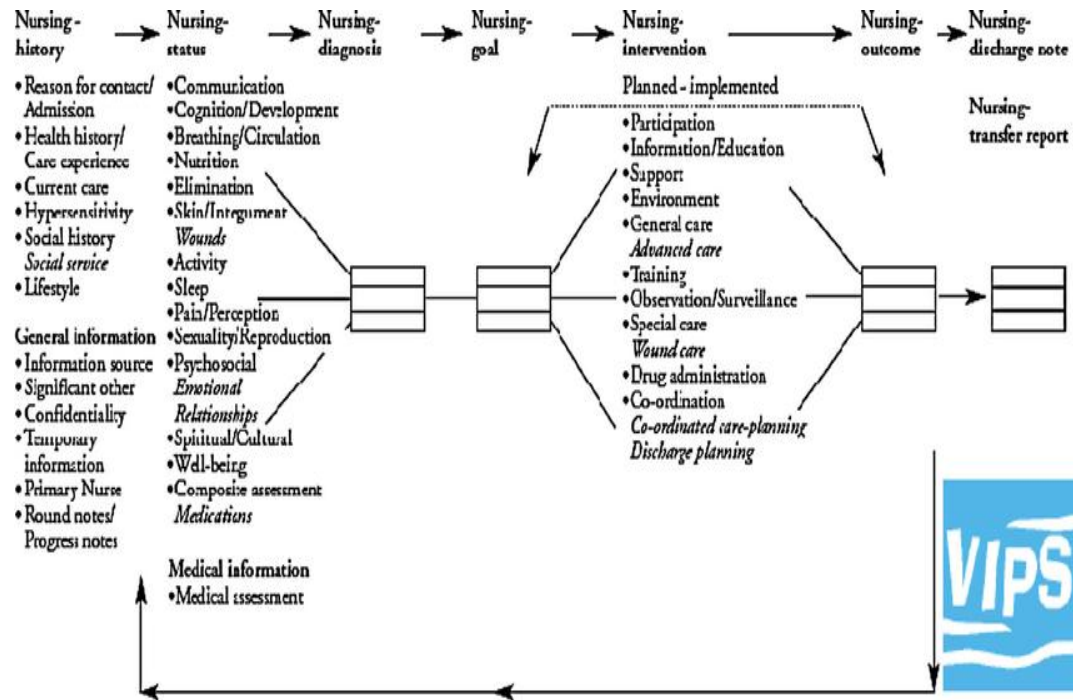 Nursing-
history
•Reason for contact/
Admission
•Health history/
Care experience
•Current care
•Hypersensitivity
•Social history
Social service
•Lifestyle
General information
•Information source
•Significant other
•Confidentiality
•Temporary
information
•Primary Nurse
•Round notes/
Progress notes
Nursing-
status
•Communication
•Cognition/Development
•Breathing/Circulation
•Nutrition
•Elimination
•Skin/Integument
Wounds
•Activity
•Sleep
•Pain/Perception
•Sexuality/Reproduction
•Psychosocial
Emotional
Relationships
•Spiritual/Cultural
•Well-being
•Composite assessment
Medications
Medical information
•Medical assessment
Nursing-
diagnosis
Nursing-
goal
Nursing-
intervention
Planned - implemented
•Participation
•Information/Education
•Support
•Environment
•General care
Advanced care
•Training
•Observation/Surveillance
•Special care
Wound care
•Drug administration
•Co-ordination
Co-ordinated care-planning
Discharge planning
Nursing-
outcome
Nursing-
discharge note
Nursing-
transfer report
VIPS